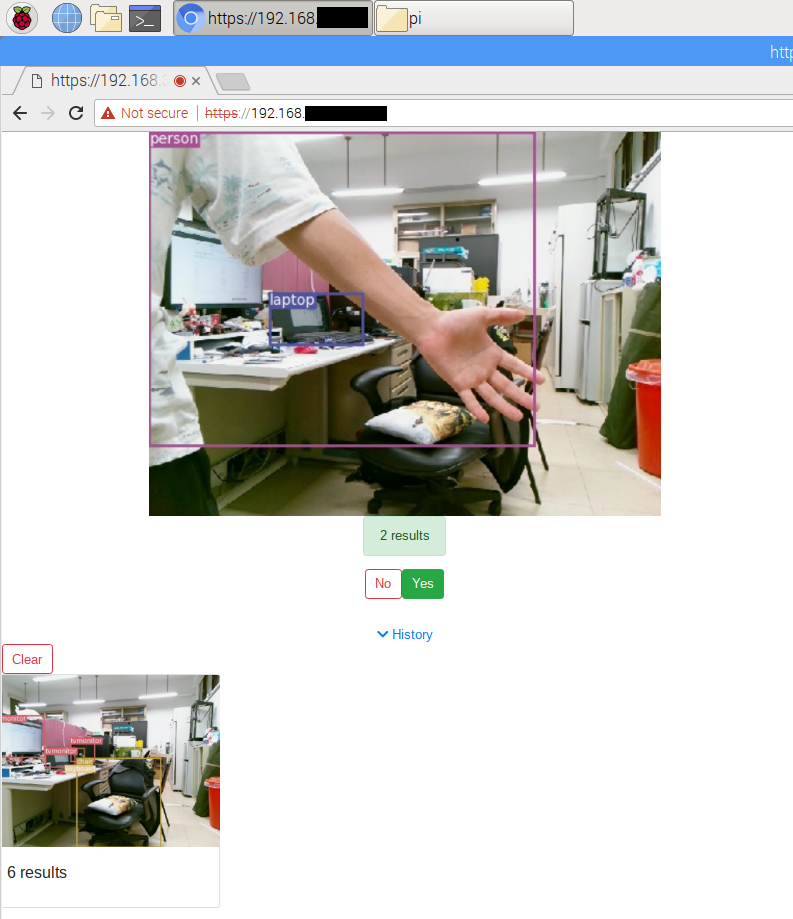 https://192.168. pi
http
https://192.168.
Not secure https://192.168.
person
laptop
2 results
No Yes
History
Clear
monitor
tvmonitor
tvmonitor
chair
keyboard
6 results